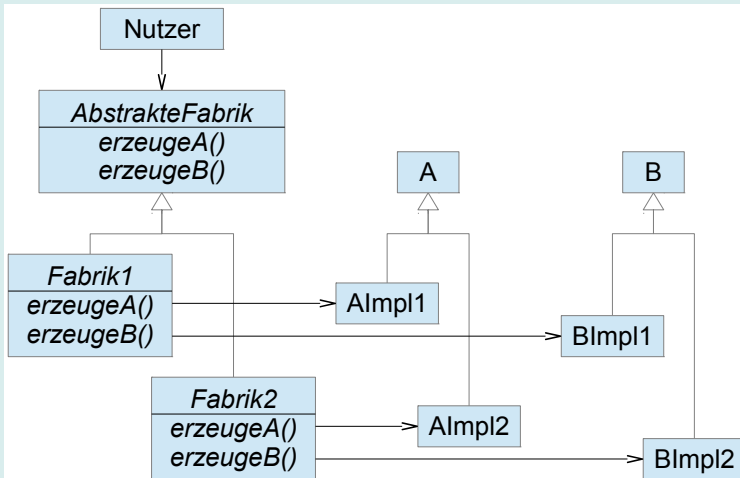 Nutzer
AbstrakteFabrik
erzeugeA()
erzeugeB()
A
B
Fabrik1
erzeugeA()
erzeugeB()
AImpl1
BImpl1
Fabrik2
erzeugeA()
erzeugeB()
AImpl2
BImpl2